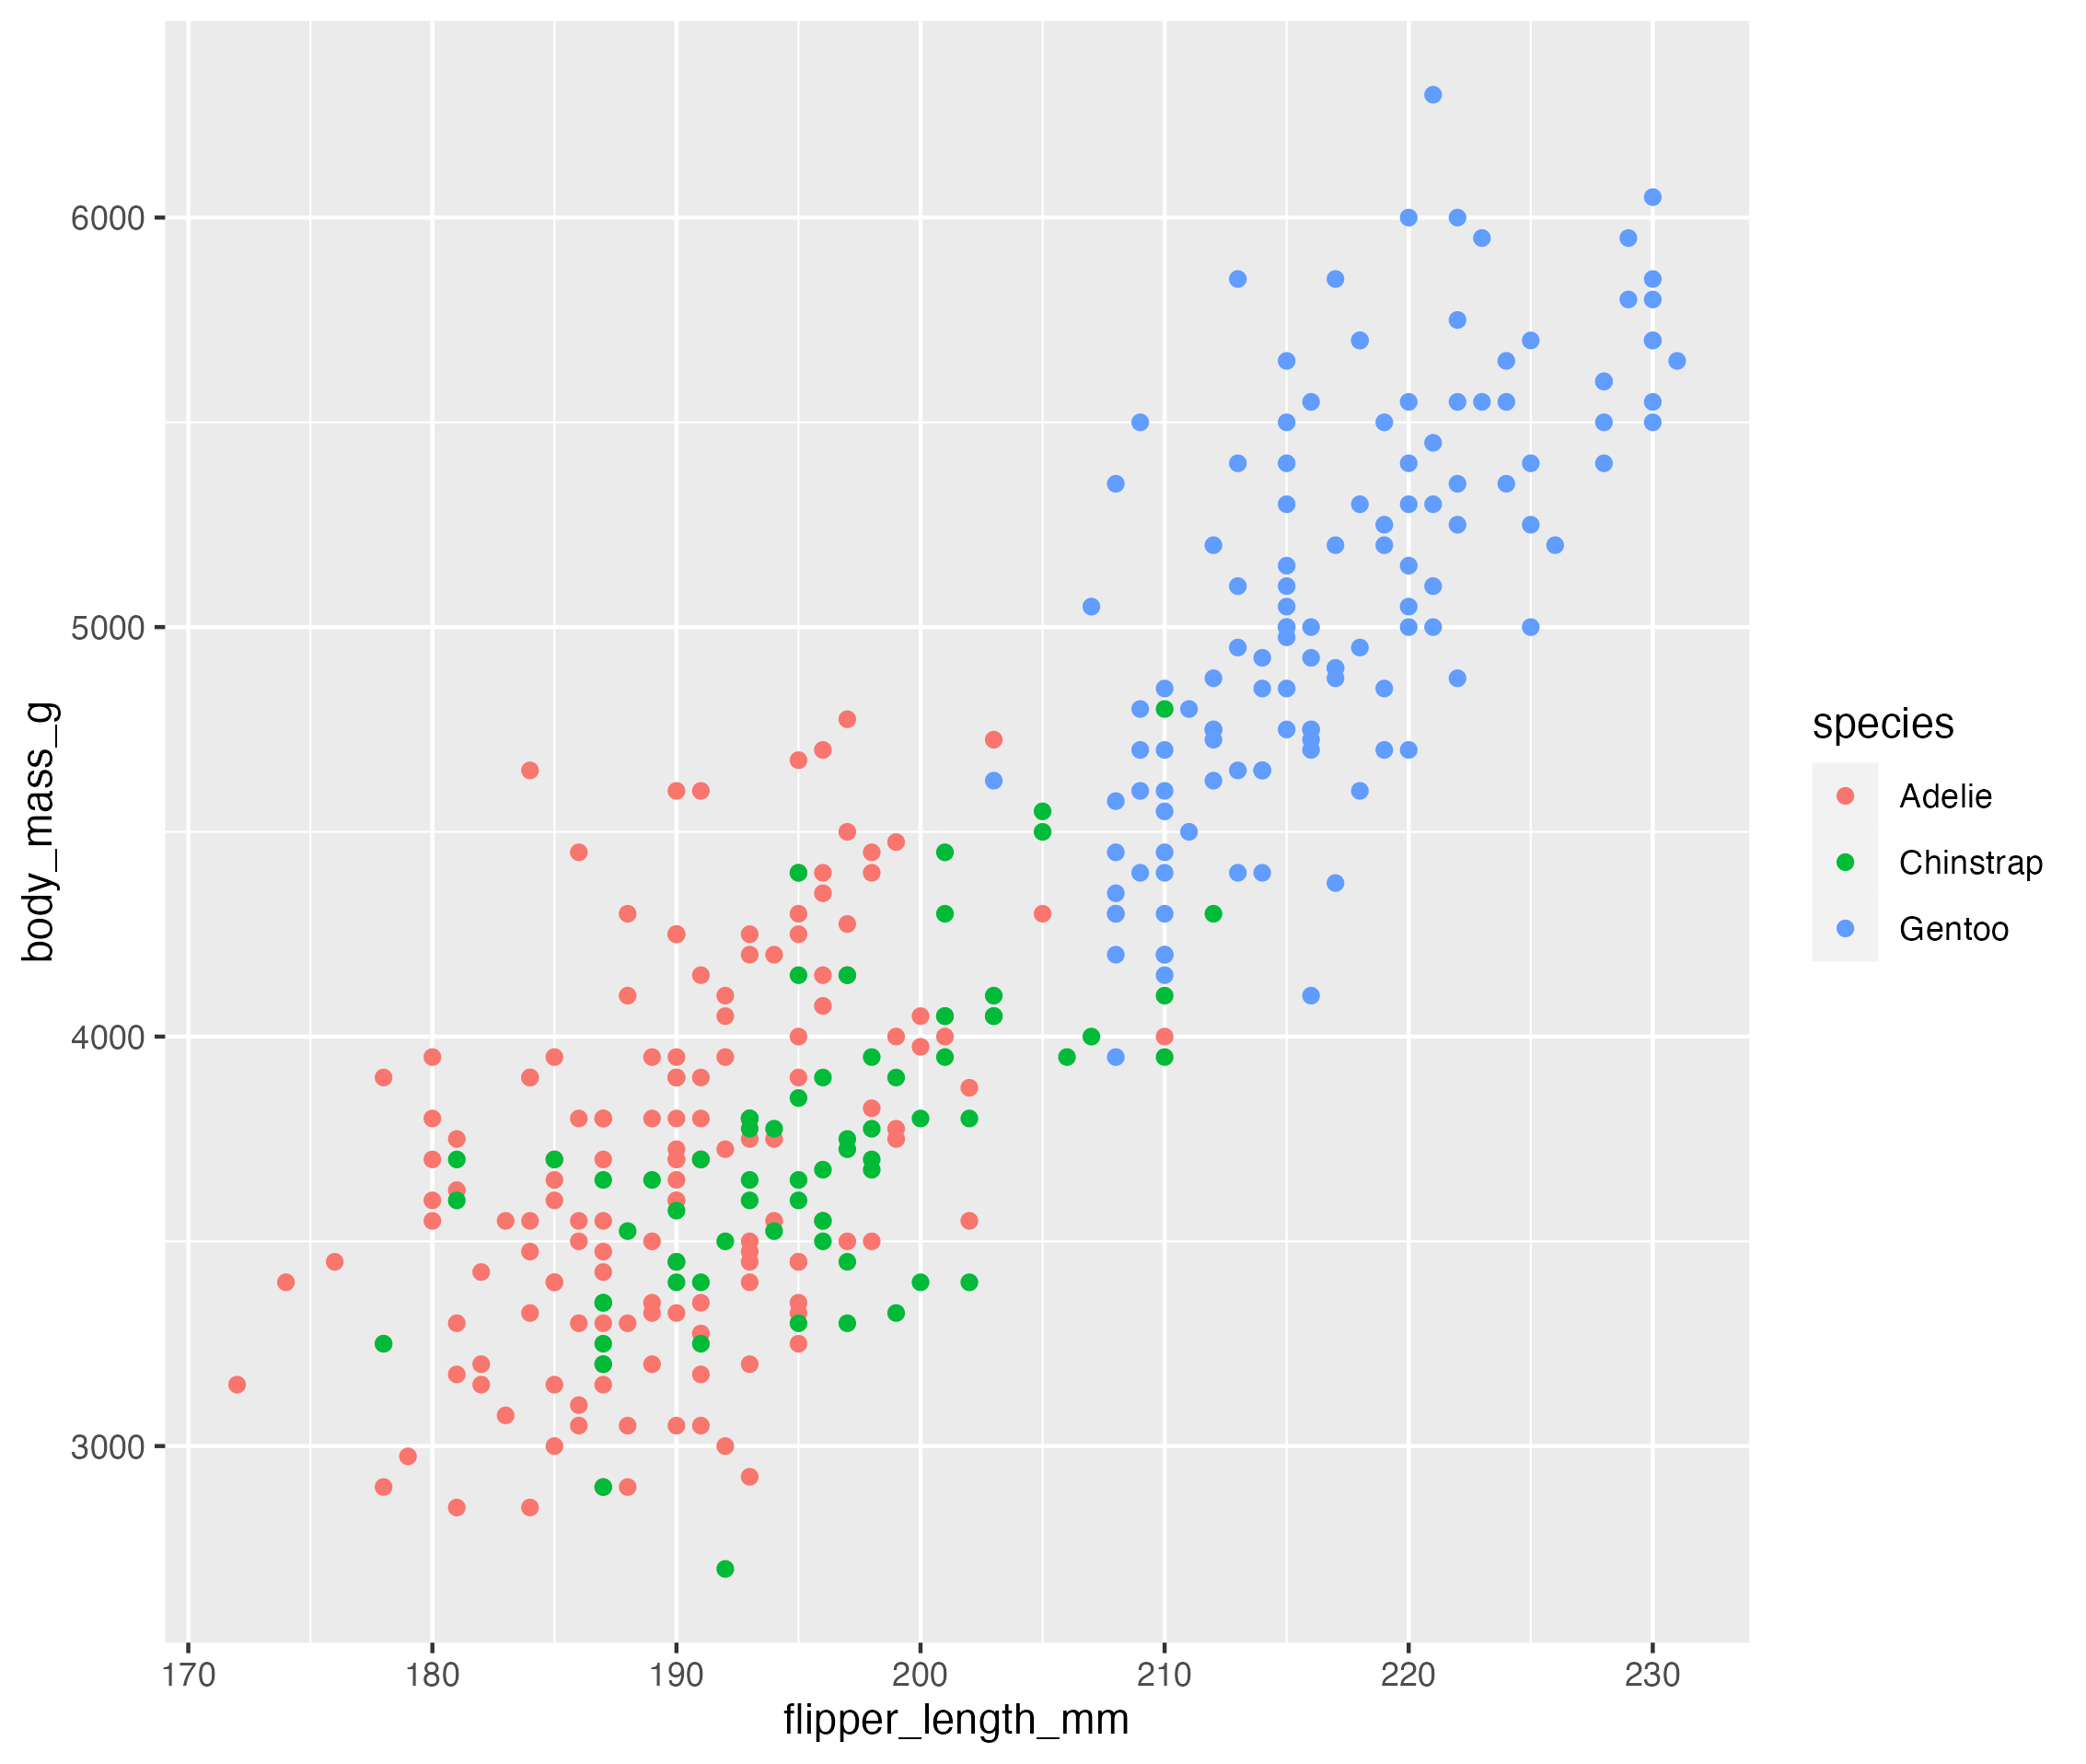 body_mass_g
6000
5000
4000
3000
170 180 190 200 210 220 230
flipper_length_mm
species
Adelie
Chinstrap
Gentoo